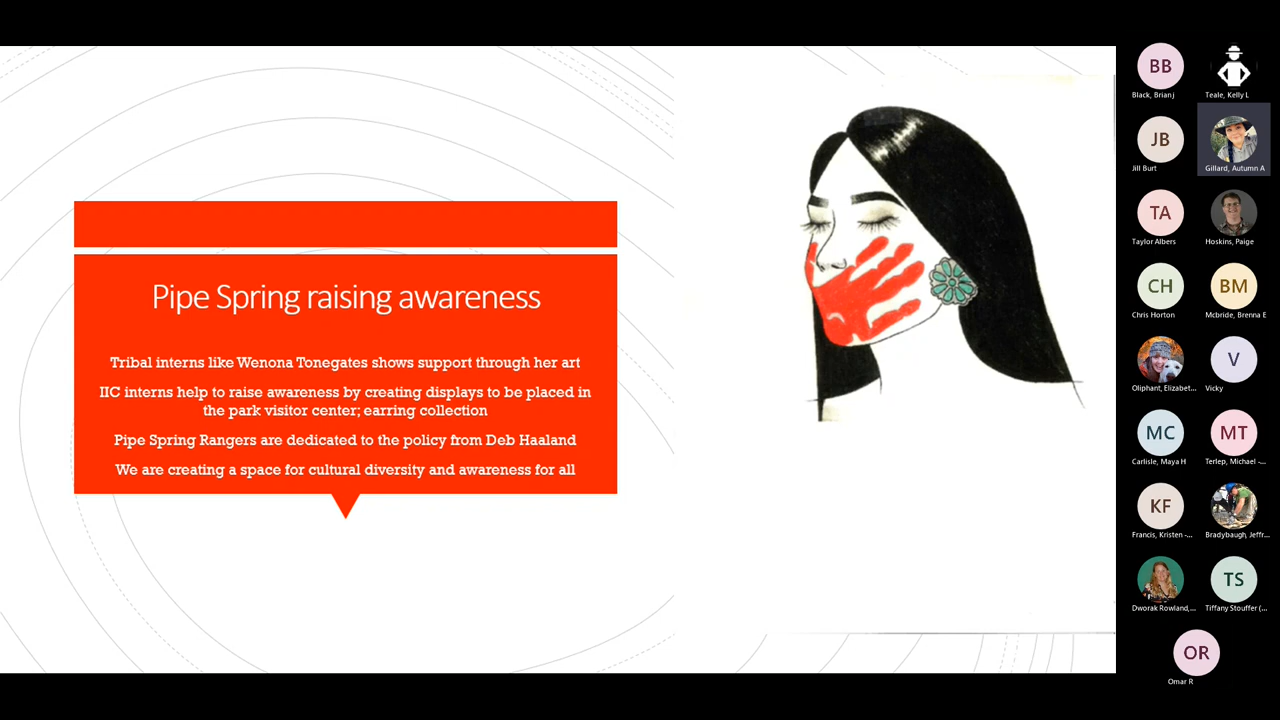 Pipe Spring raising awareness
Tribal interns like Wenona Tonegates shows support through her art
IIC interns help to raise awareness by creating displays to be placed in
the park visitor center; earring collection
Pipe Spring Rangers are dedicated to the policy from Deb Haaland
We are creating a space for cultural diversity and awareness for all
BB
Black, Brian J
Teale, Kelly L
JB
Jill Burt
Gillard, Autumn A
TA
Taylor Albers
Hoskins, Paige
CH
Chris Horton
BM
Mcbride, Brenna E
Oliphant, Elizabet...
V
Vicky
MC
Carlisle, Maya H
MT
Terlep, Michael -...
KF
Francis, Kristen -...
Bradybaugh, Jeffr...
Dworak Rowland,...
TS
Tiffany Stouffer (...
OR
Omar R